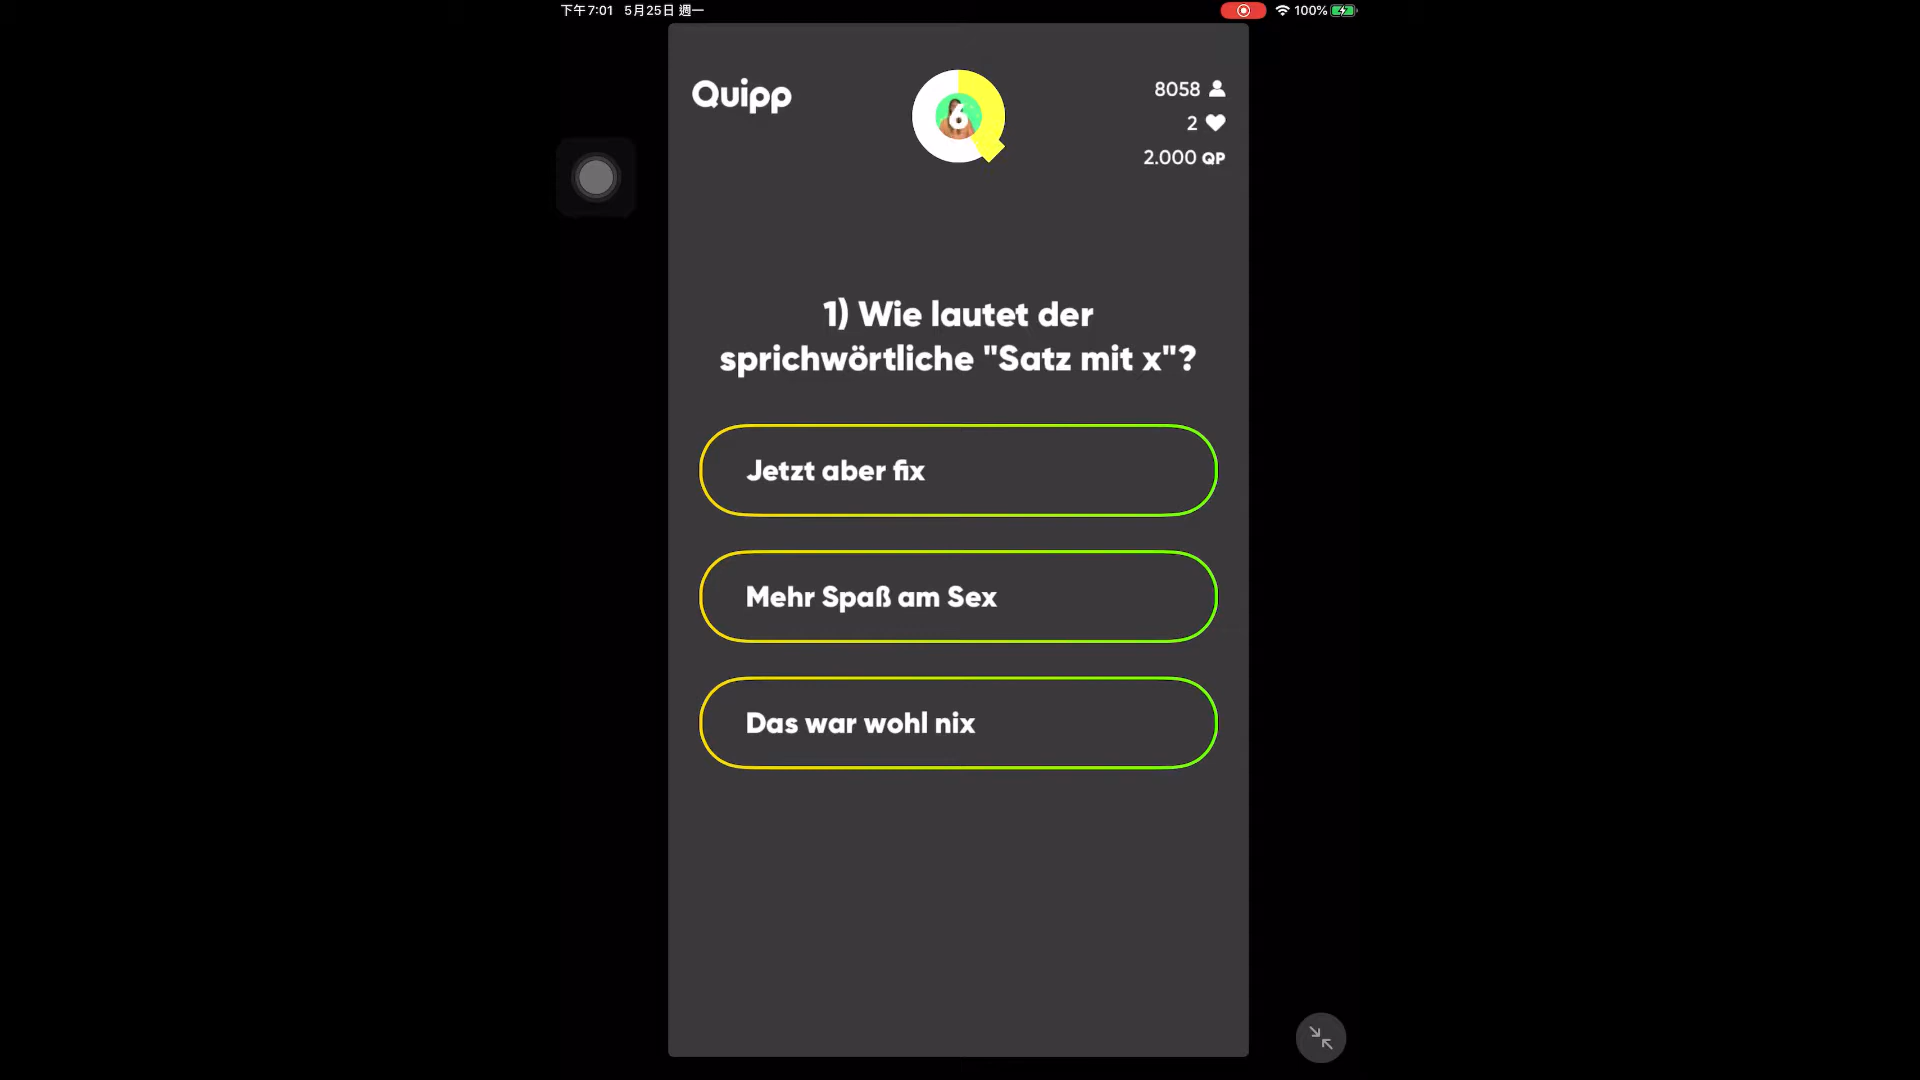 下午7:01 5月25日 週一
100%
Quipp
6
8058
2
2.000 QP
1) Wie lautet der
sprichwörtliche "Satz mit x"?
Jetzt aber fix
Mehr Spaß am Sex
Das war wohl nix